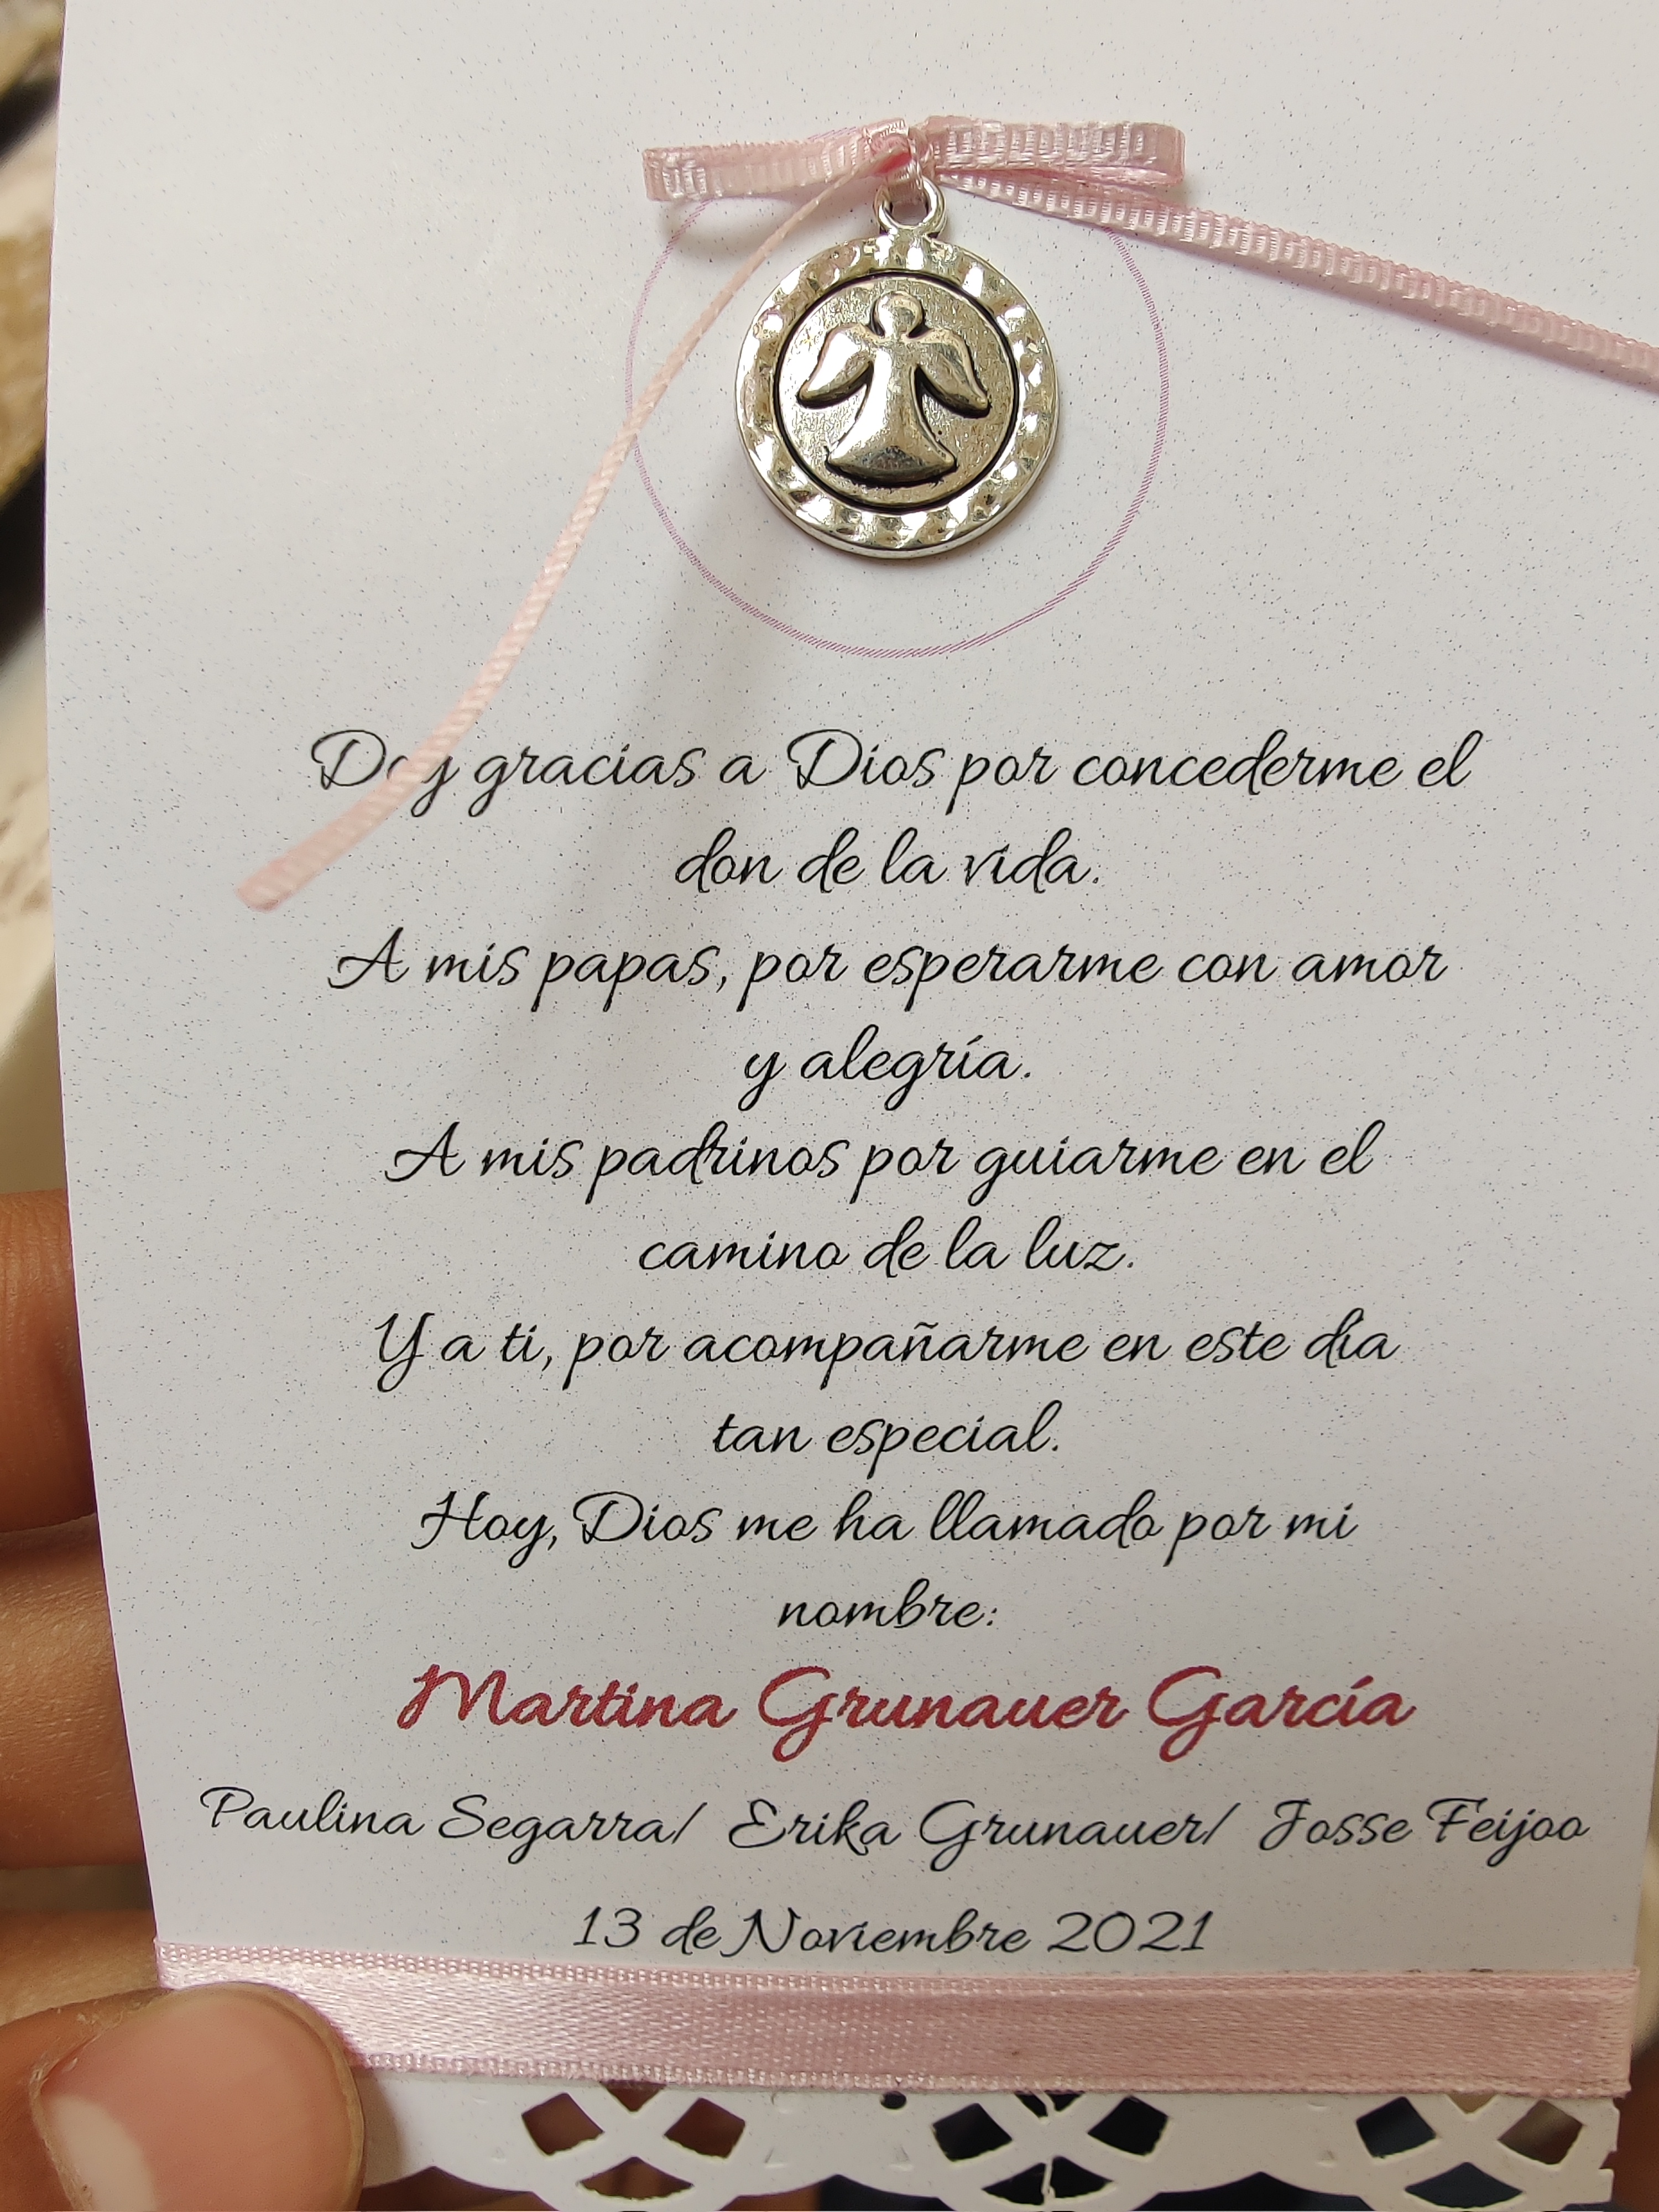 Doy gracias a Dios por concederme el
don de la vida.
A mis papas, por esperarme con amor
y alegría.
A mis padrinos por guiarme en el
camino de la luz.
Y a ti, por acompañarme en este día
tan especial.
Hoy, Dios me ha llamado por mi
nombre:
Martina Grunauer García
Paulina Segarra/ Erika Grunauer/ Josse Feijoo
13 de Noviembre 2021